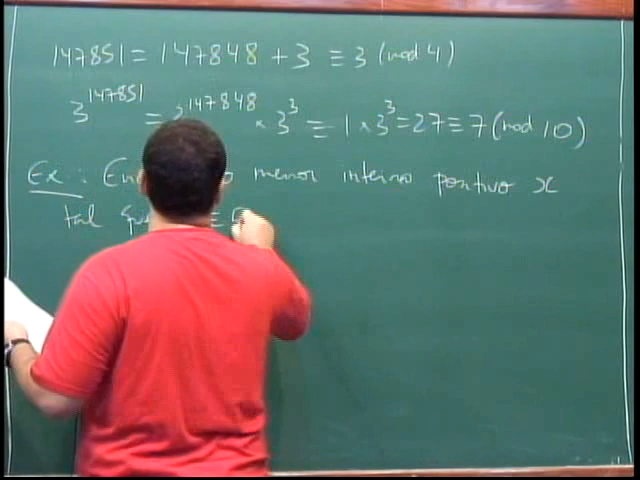 147851 = 147848 + 3 ≡ 3 (mod 4)
3^147851 = 3^147848 × 3^3 ≡ 1 × 3^3 = 27 ≡ 7 (mod 10)
Ex.: menor inteiro positivo x
tal ≡